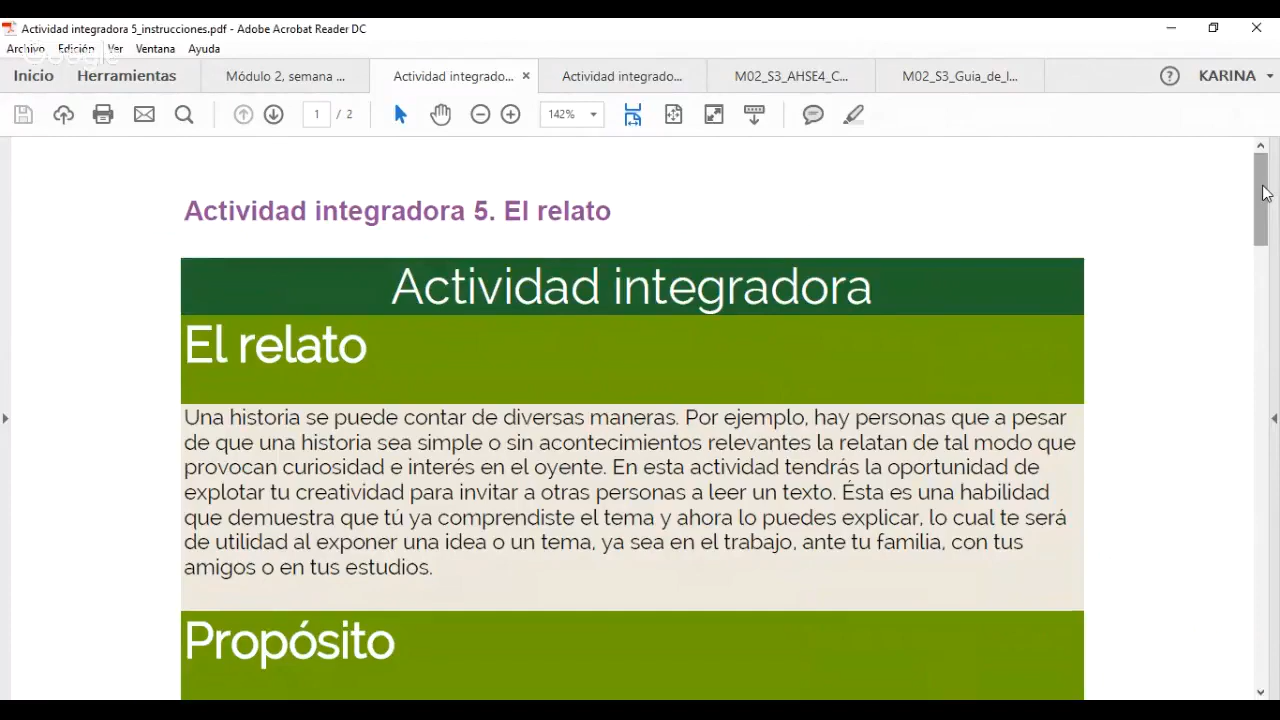 Actividad integradora 5_instrucciones.pdf - Adobe Acrobat Reader DC
Archivo Edición Ver Ventana Ayuda
Google
Inicio Herramientas Módulo 2, semana ... Actividad integrado... × Actividad integrado... M02_S3_AHSE4_C... M02_S3_Guia_de_l... ? KARINA
1 / 2 142%
Actividad integradora 5. El relato
Actividad integradora
El relato
Una historia se puede contar de diversas maneras. Por ejemplo, hay personas que a pesar
de que una historia sea simple o sin acontecimientos relevantes la relatan de tal modo que
provocan curiosidad e interés en el oyente. En esta actividad tendrás la oportunidad de
explotar tu creatividad para invitar a otras personas a leer un texto. Ésta es una habilidad
que demuestra que tú ya comprendiste el tema y ahora lo puedes explicar, lo cual te será
de utilidad al exponer una idea o un tema, ya sea en el trabajo, ante tu familia, con tus
amigos o en tus estudios.
Propósito